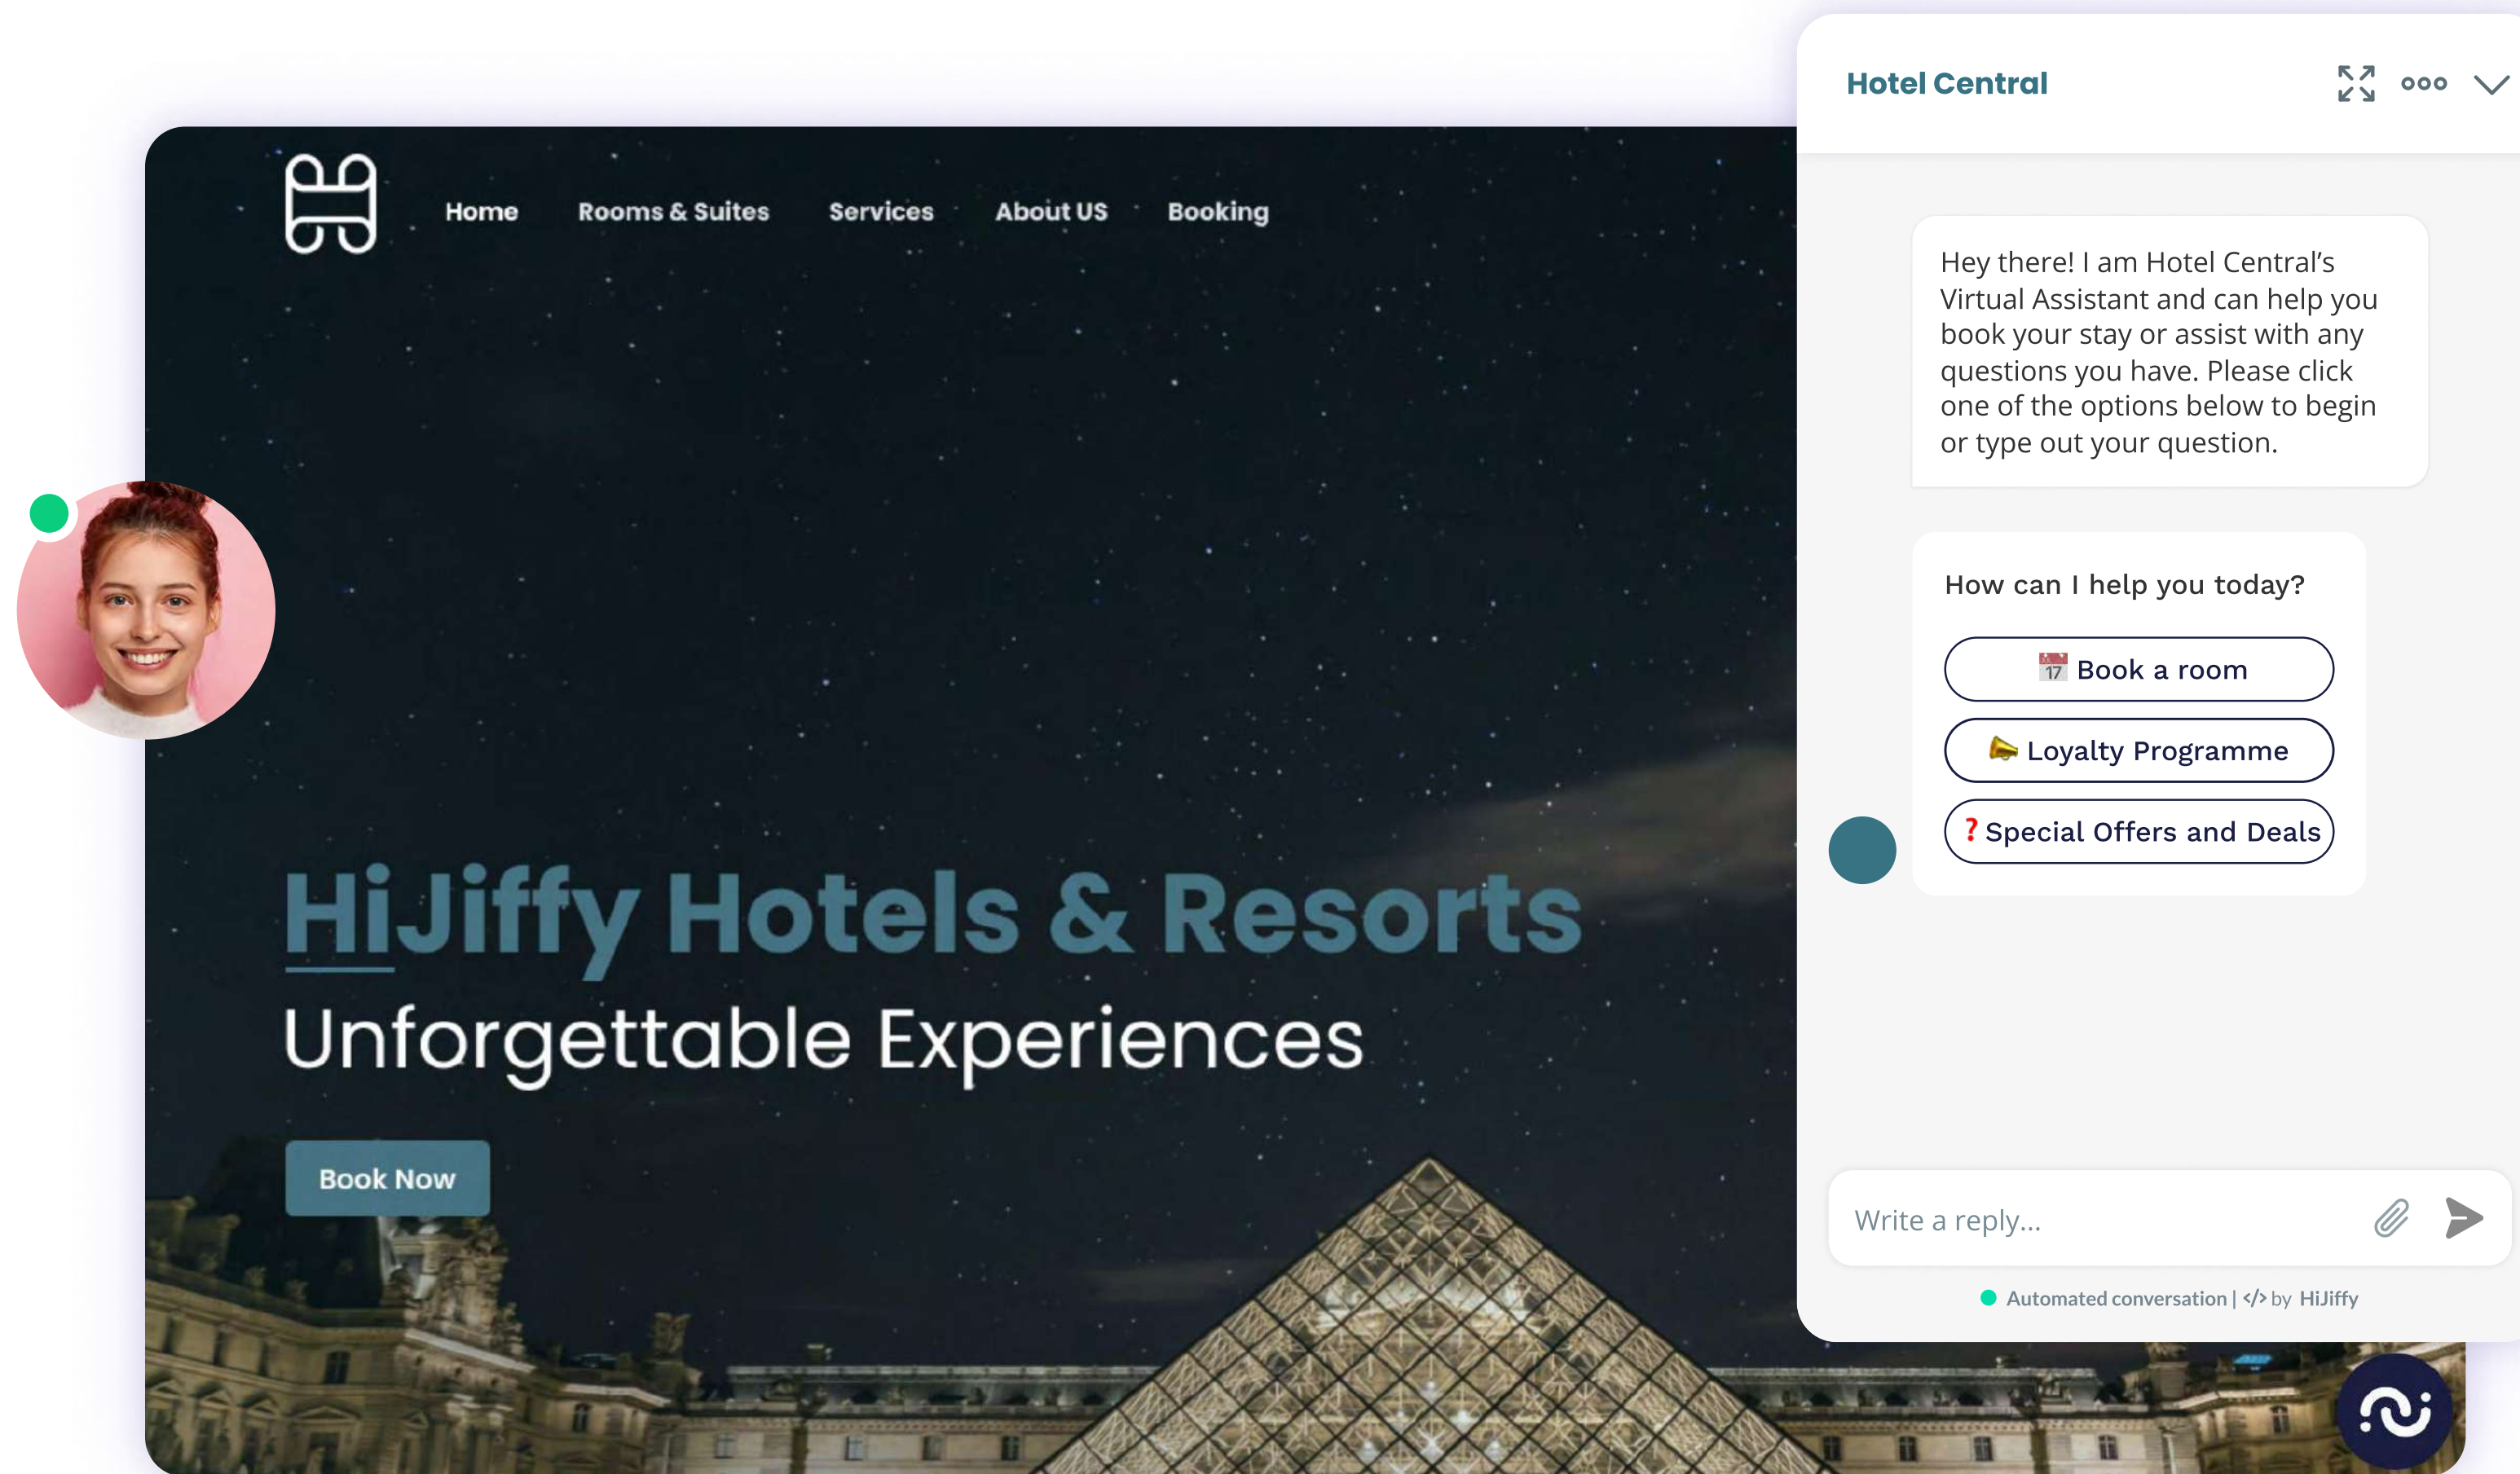 Home Rooms & Suites Services About US Booking
HiJiffy Hotels & Resorts
Unforgettable Experiences
Book Now
Hotel Central
Hey there! I am Hotel Central’s
Virtual Assistant and can help you
book your stay or assist with any
questions you have. Please click
one of the options below to begin
or type out your question.
How can I help you today?
📅 17 Book a room
Loyalty Programme
❓ Special Offers and Deals
Write a reply...
Automated conversation | </> by HiJiffy